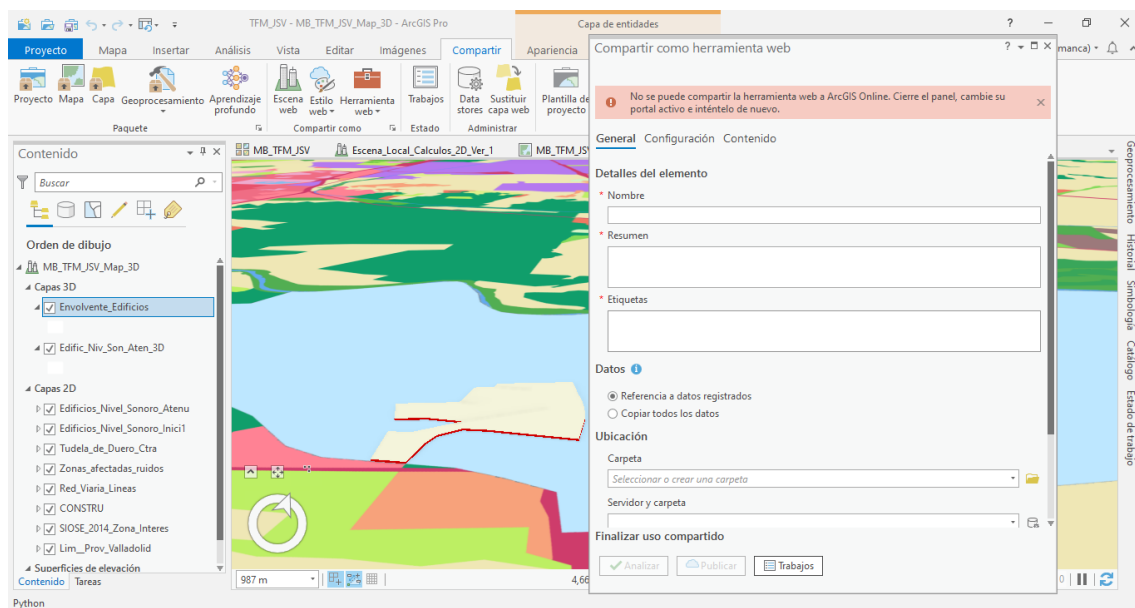 TFM_JSV - MB_TFM_JSV_Map_3D - ArcGIS Pro
Capa de entidades
?
Proyecto Mapa Insertar Análisis Vista Editar Imágenes Compartir Apariencia
manca)
Proyecto Mapa Capa Geoprocesamiento Aprendizaje profundo
Escena web Estilo web Herramienta web Trabajos Data stores Sustituir capa web Plantilla de proyecto
Paquete Compartir como Estado Administrar
Compartir como herramienta web
?
No se puede compartir la herramienta web a ArcGIS Online. Cierre el panel, cambie su
portal activo e inténtelo de nuevo.
General Configuración Contenido
Detalles del elemento
* Nombre
* Resumen
* Etiquetas
Datos
Referencia a datos registrados
Copiar todos los datos
Ubicación
Carpeta
Seleccionar o crear una carpeta
Servidor y carpeta
Finalizar uso compartido
Analizar Publicar Trabajos
Contenido
MB_TFM_JSV Escena_Local_Calculos_2D_Ver_1 MB_TFM_JS
Buscar
Orden de dibujo
MB_TFM_JSV_Map_3D
Capas 3D
Envolvente_Edificios
Edific_Niv_Son_Aten_3D
Capas 2D
Edificios_Nivel_Sonoro_Atenu
Edificios_Nivel_Sonoro_Inici1
Tudela_de_Duero_Ctra
Zonas_afectadas_ruidos
Red_Viaria_Lineas
CONSTRU
SIOSE_2014_Zona_Interes
Lim__Prov_Valladolid
Superficies de elevación
Contenido Tareas
987 m
4,66
0
Geoprocesamiento
Historial
Simbología
Catálogo
Estado de trabajo
Python